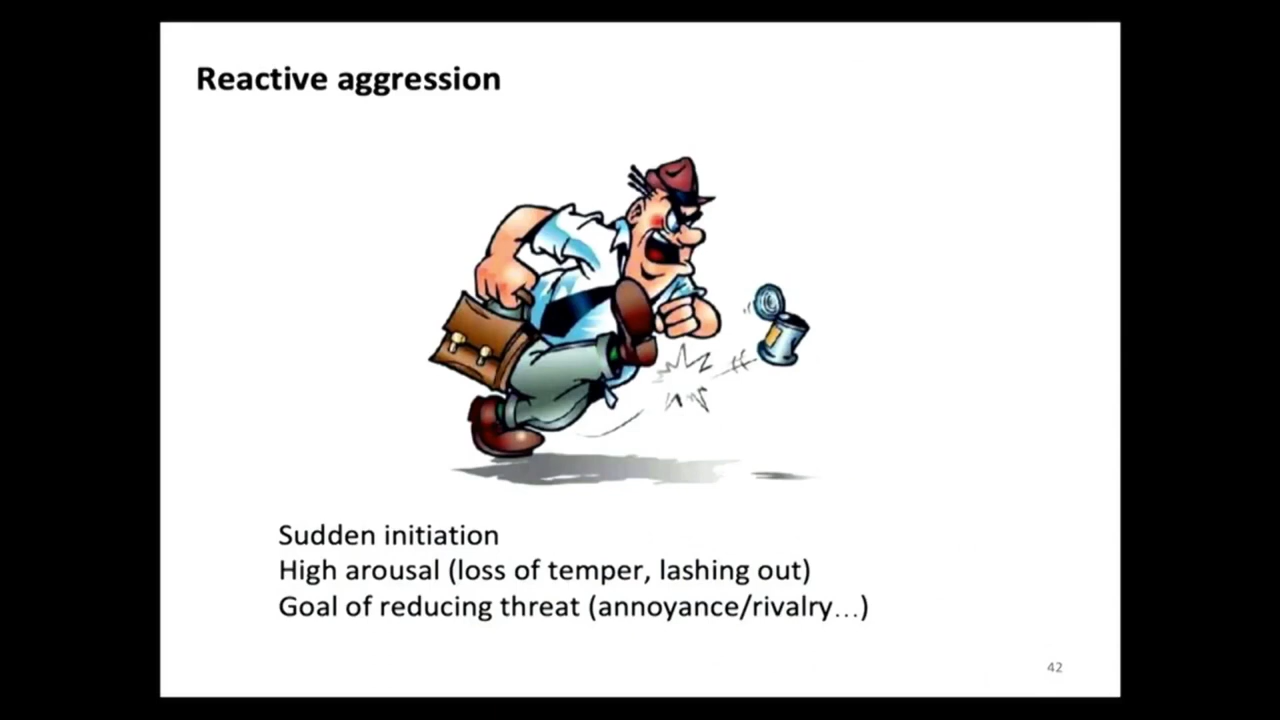 Reactive aggression
Sudden initiation
High arousal (loss of temper, lashing out)
Goal of reducing threat (annoyance/rivalry…)
42